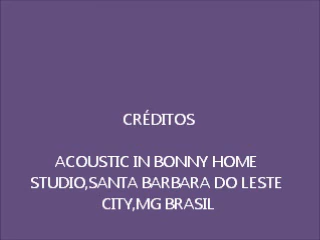 CRÉDITOS
ACOUSTIC IN BONNY HOME
STUDIO,SANTA BARBARA DO LESTE
CITY,MG BRASIL